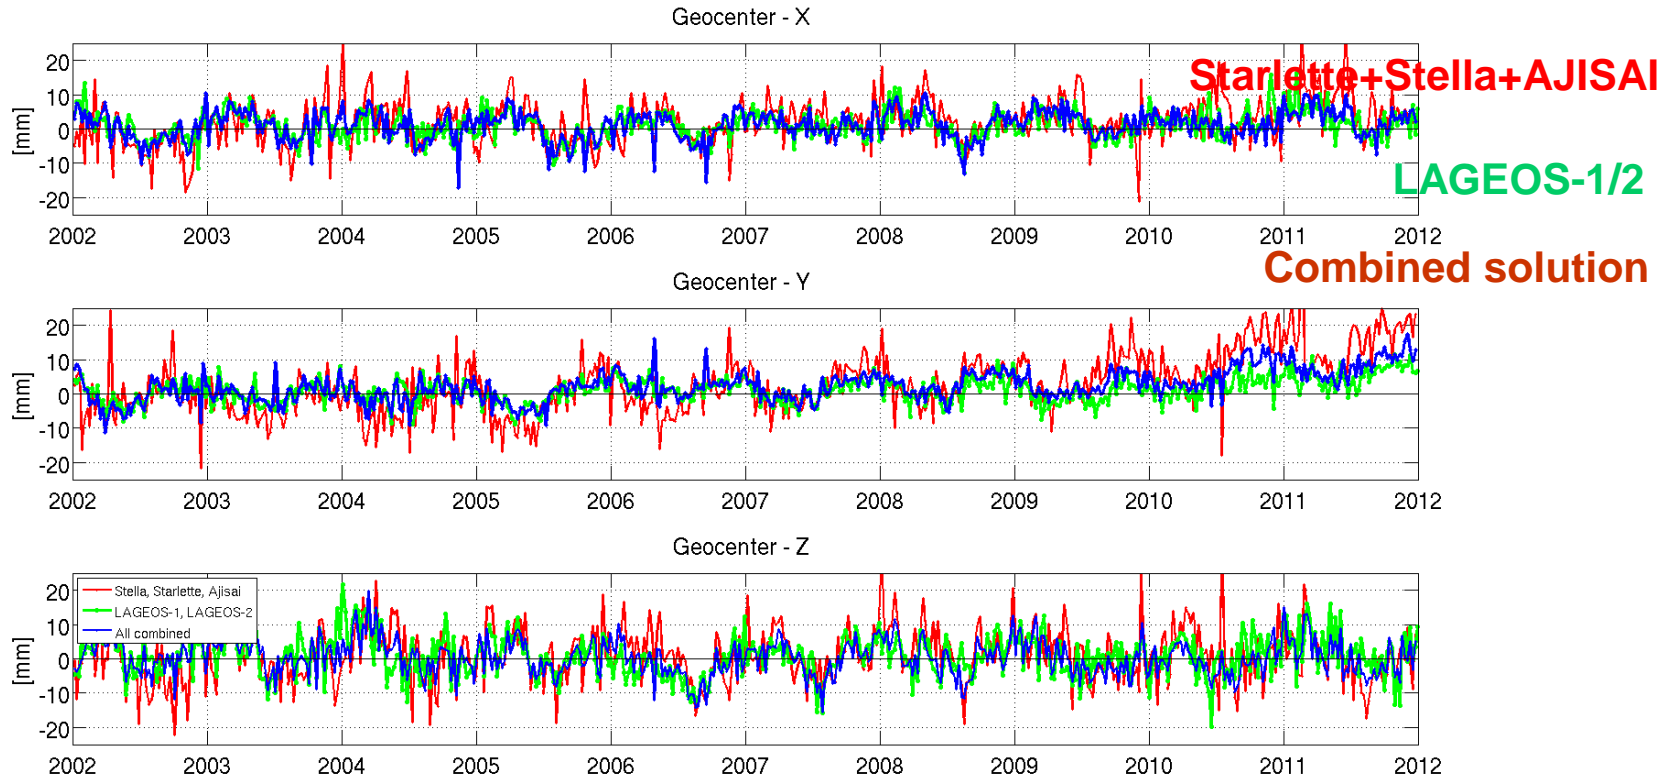 Geocenter - X
Starlette+Stella+AJISAI
LAGEOS-1/2
[mm]
20
10
0
-10
-20
2002 2003 2004 2005 2006 2007 2008 2009 2010 2011 2012
Combined solution
Geocenter - Y
[mm]
20
10
0
-10
-20
2002 2003 2004 2005 2006 2007 2008 2009 2010 2011 2012
Geocenter - Z
[mm]
20
10
0
-10
-20
Stella, Starlette, Ajisai
LAGEOS-1, LAGEOS-2
All combined
2002 2003 2004 2005 2006 2007 2008 2009 2010 2011 2012